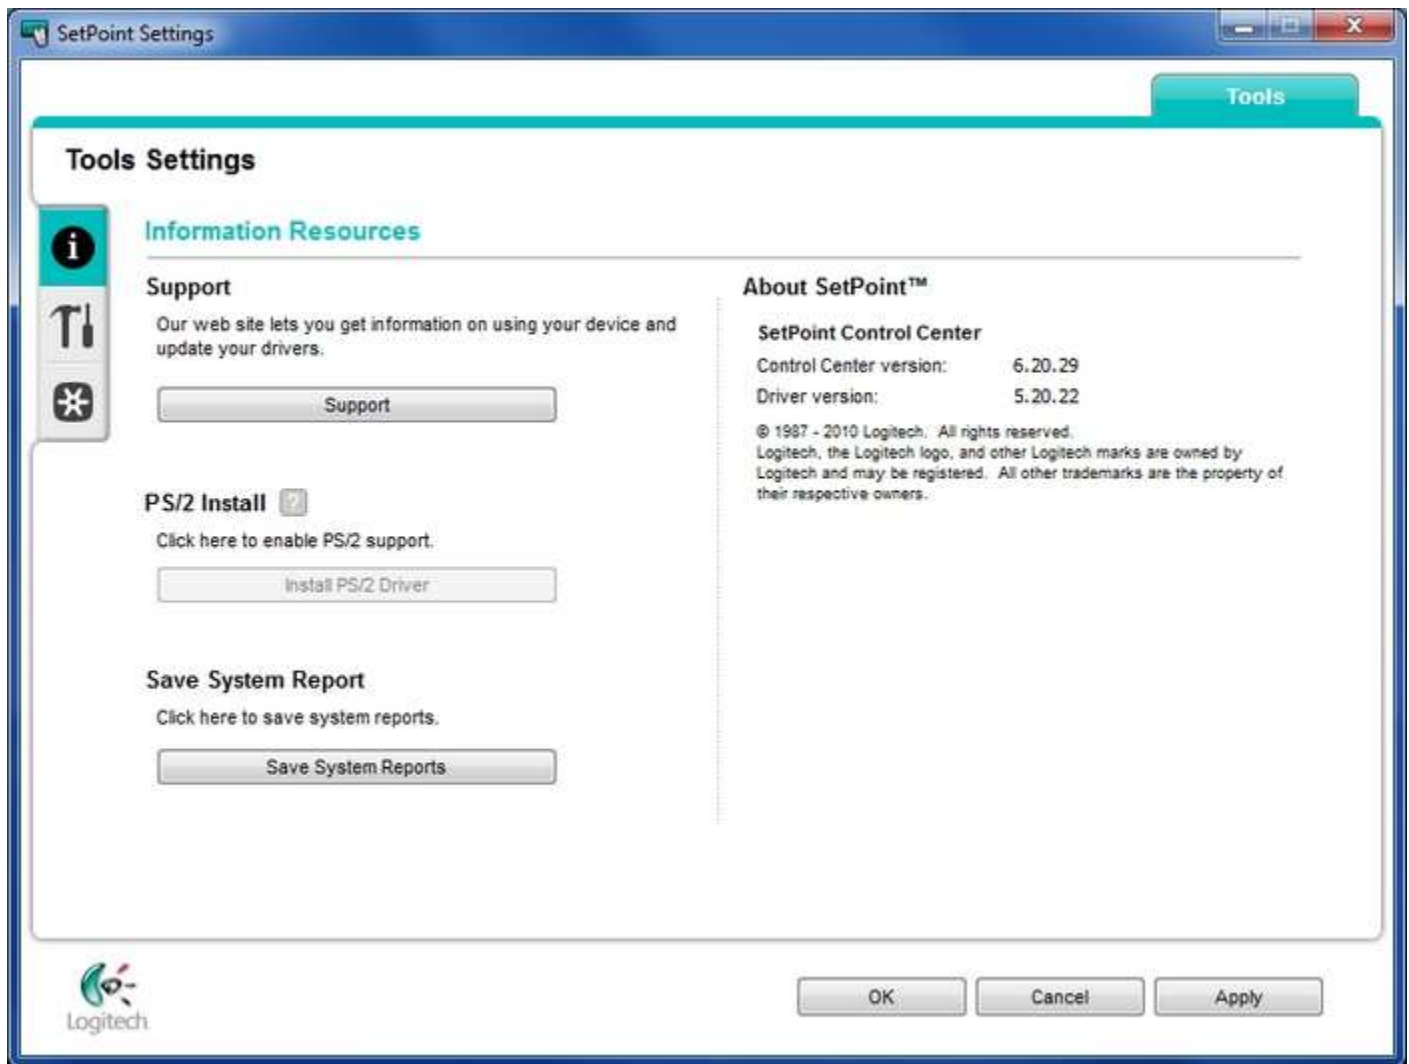 SetPoint Settings
Tools
Tools Settings
Information Resources
Support
Our web site lets you get information on using your device and
update your drivers.
Support
PS/2 Install ?
Click here to enable PS/2 support.
Install PS/2 Driver
Save System Report
Click here to save system reports.
Save System Reports
About SetPoint™
SetPoint Control Center
Control Center version: 6.20.29
Driver version: 5.20.22
© 1987 - 2010 Logitech. All rights reserved.
Logitech, the Logitech logo, and other Logitech marks are owned by
Logitech and may be registered. All other trademarks are the property of
their respective owners.
Logitech
OK
Cancel
Apply